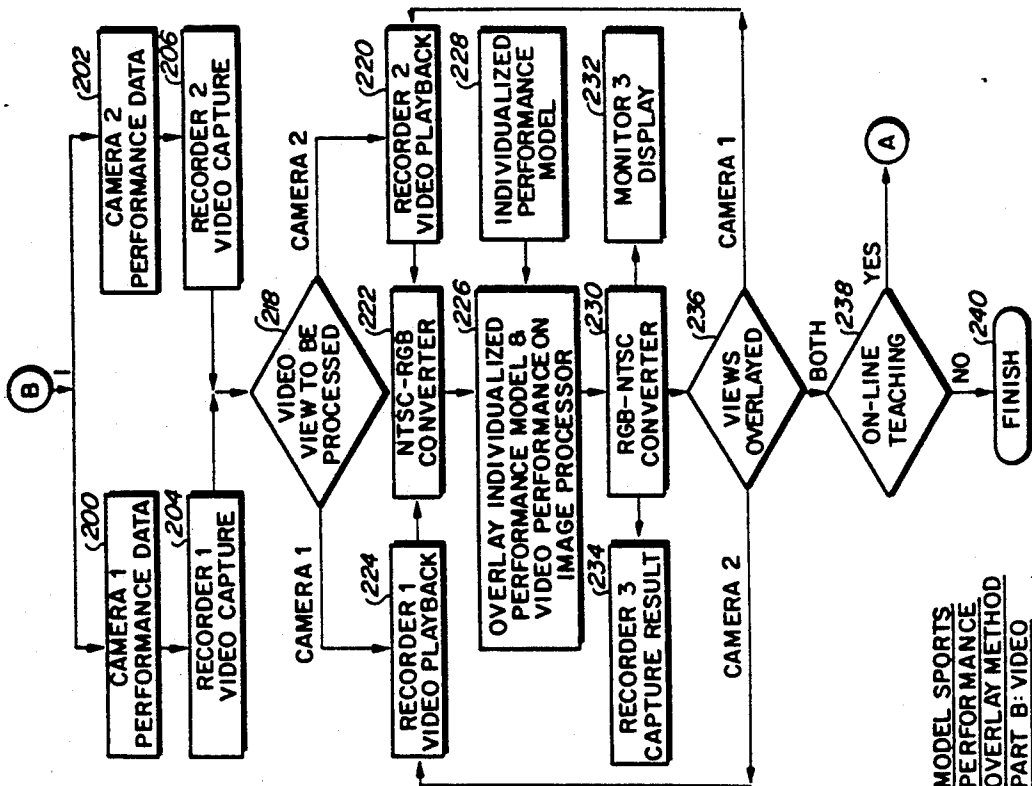 B
1
CAMERA 1
PERFORMANCE DATA
200
CAMERA 2
PERFORMANCE DATA
202
RECORDER 1
VIDEO CAPTURE
204
RECORDER 2
VIDEO CAPTURE
206
VIDEO
VIEW TO BE
PROCESSED
218
CAMERA 1
CAMERA 2
RECORDER 1
VIDEO PLAYBACK
224
NTSC-RGB
CONVERTER
222
RECORDER 2
VIDEO PLAYBACK
220
OVERLAY INDIVIDUALIZED
PERFORMANCE MODEL &
VIDEO PERFORMANCE ON
IMAGE PROCESSOR
226
INDIVIDUALIZED
PERFORMANCE
MODEL
228
RECORDER 3
CAPTURE RESULT
234
RGB-NTSC
CONVERTER
230
MONITOR 3
DISPLAY
232
VIEWS
OVERLAYED
236
CAMERA 2
CAMERA 1
BOTH
ON-LINE
TEACHING
238
YES
A
NO
FINISH
240
MODEL SPORTS
PERFORMANCE
OVERLAY METHOD
PART B: VIDEO